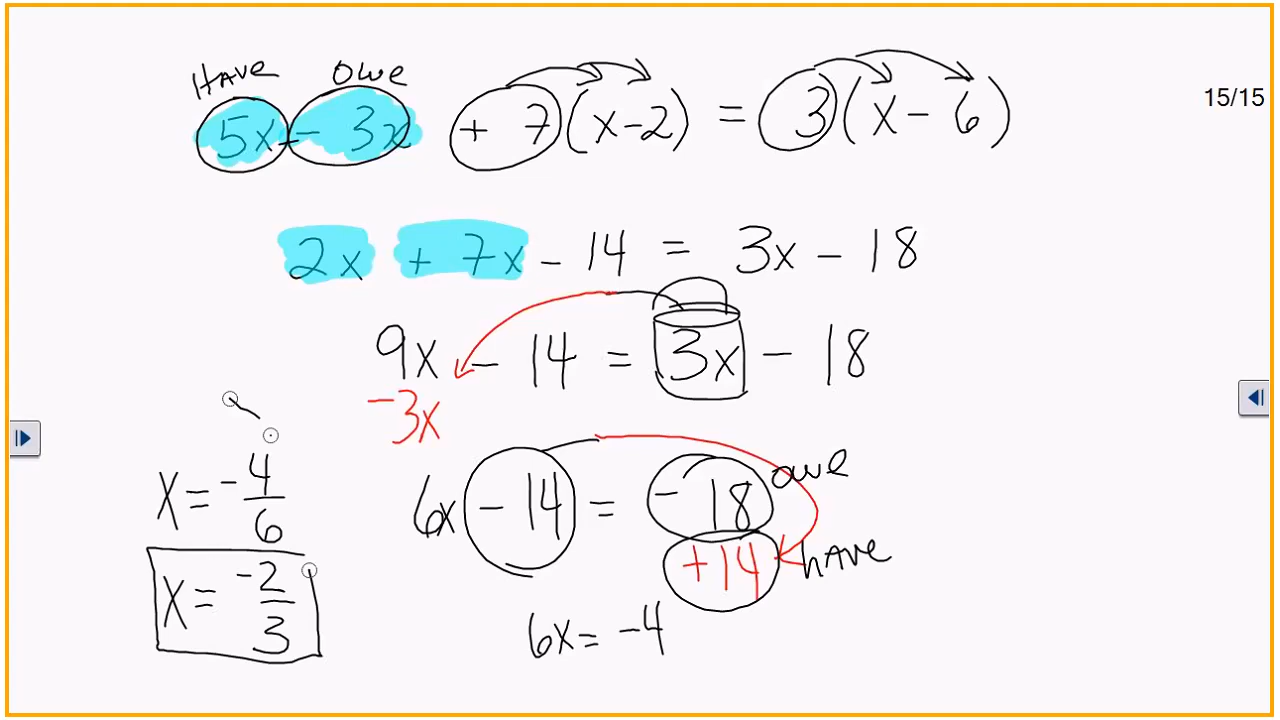 HAVE OWE
5x - 3x + 7(x-2) = 3(x - 6)
15/15
2x + 7x - 14 = 3x - 18
9x - 14 = 3x - 18
-3x
6x - 14 = - 18 owe
+14 hAVE
6x = -4
x = -4/6
x = -2/3